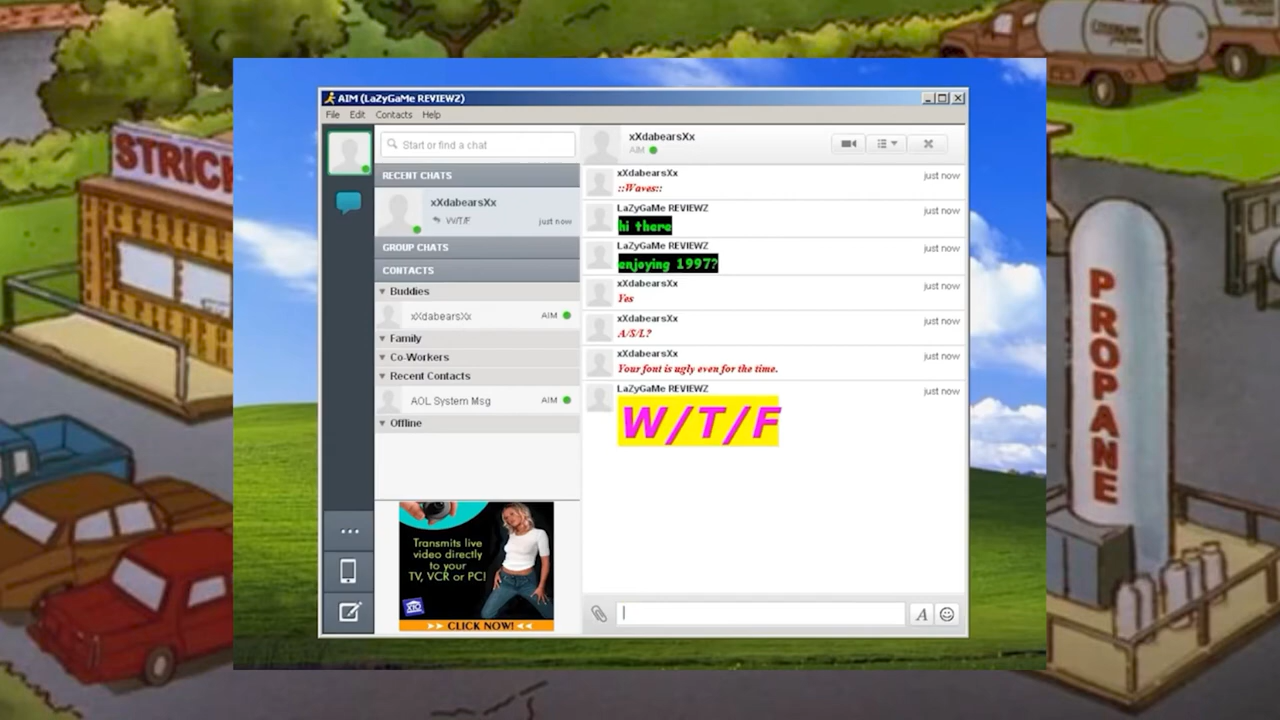 STRICK
AIM (LaZyGaMe REVIEWZ)
File Edit Contacts Help
Start or find a chat
RECENT CHATS
xXdabearsXx
W/T/F just now
GROUP CHATS
CONTACTS
Buddies
xXdabearsXx AIM
Family
Co-Workers
Recent Contacts
AOL System Msg AIM
Offline
Transmits live
video directly
to your
TV, VCR or PC!
X10
CLICK NOW!
xXdabearsXx
AIM
xXdabearsXx just now
::Waves::
LaZyGaMe REVIEWZ just now
hi there
LaZyGaMe REVIEWZ just now
enjoying 1997?
xXdabearsXx just now
Yes
xXdabearsXx just now
A/S/L?
xXdabearsXx just now
Your font is ugly even for the time.
LaZyGaMe REVIEWZ just now
W/T/F
A
PROPANE